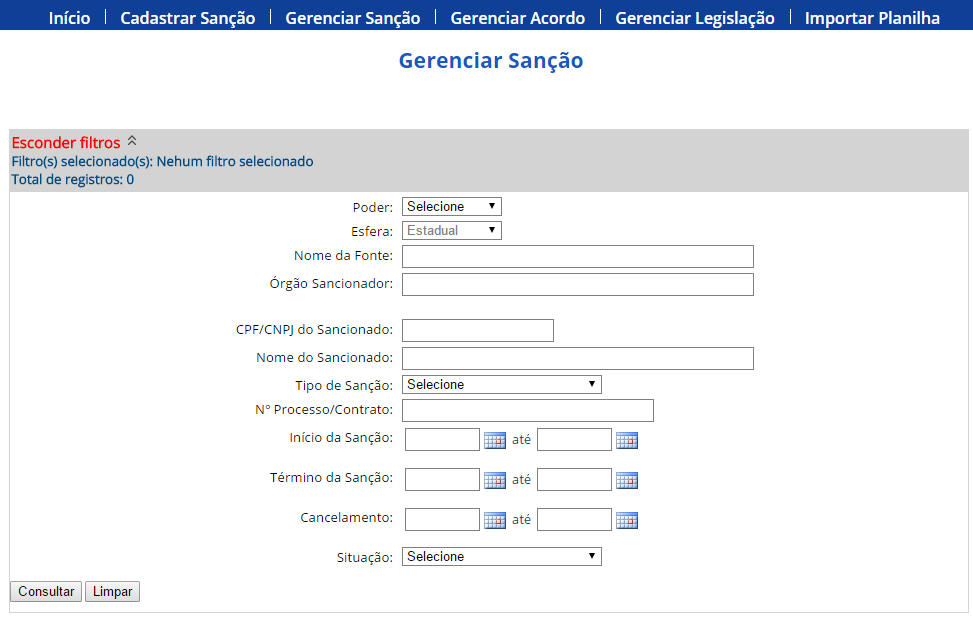 Início Cadastrar Sanção Gerenciar Sanção Gerenciar Acordo Gerenciar Legislação Importar Planilha
Gerenciar Sanção
Esconder filtros
Filtro(s) selecionado(s): Nehum filtro selecionado
Total de registros: 0
Poder: Selecione
Esfera: Estadual
Nome da Fonte:
Órgão Sancionador:
CPF/CNPJ do Sancionado:
Nome do Sancionado:
Tipo de Sanção: Selecione
Nº Processo/Contrato:
Início da Sanção: até
Término da Sanção: até
Cancelamento: até
Situação: Selecione
Consultar Limpar